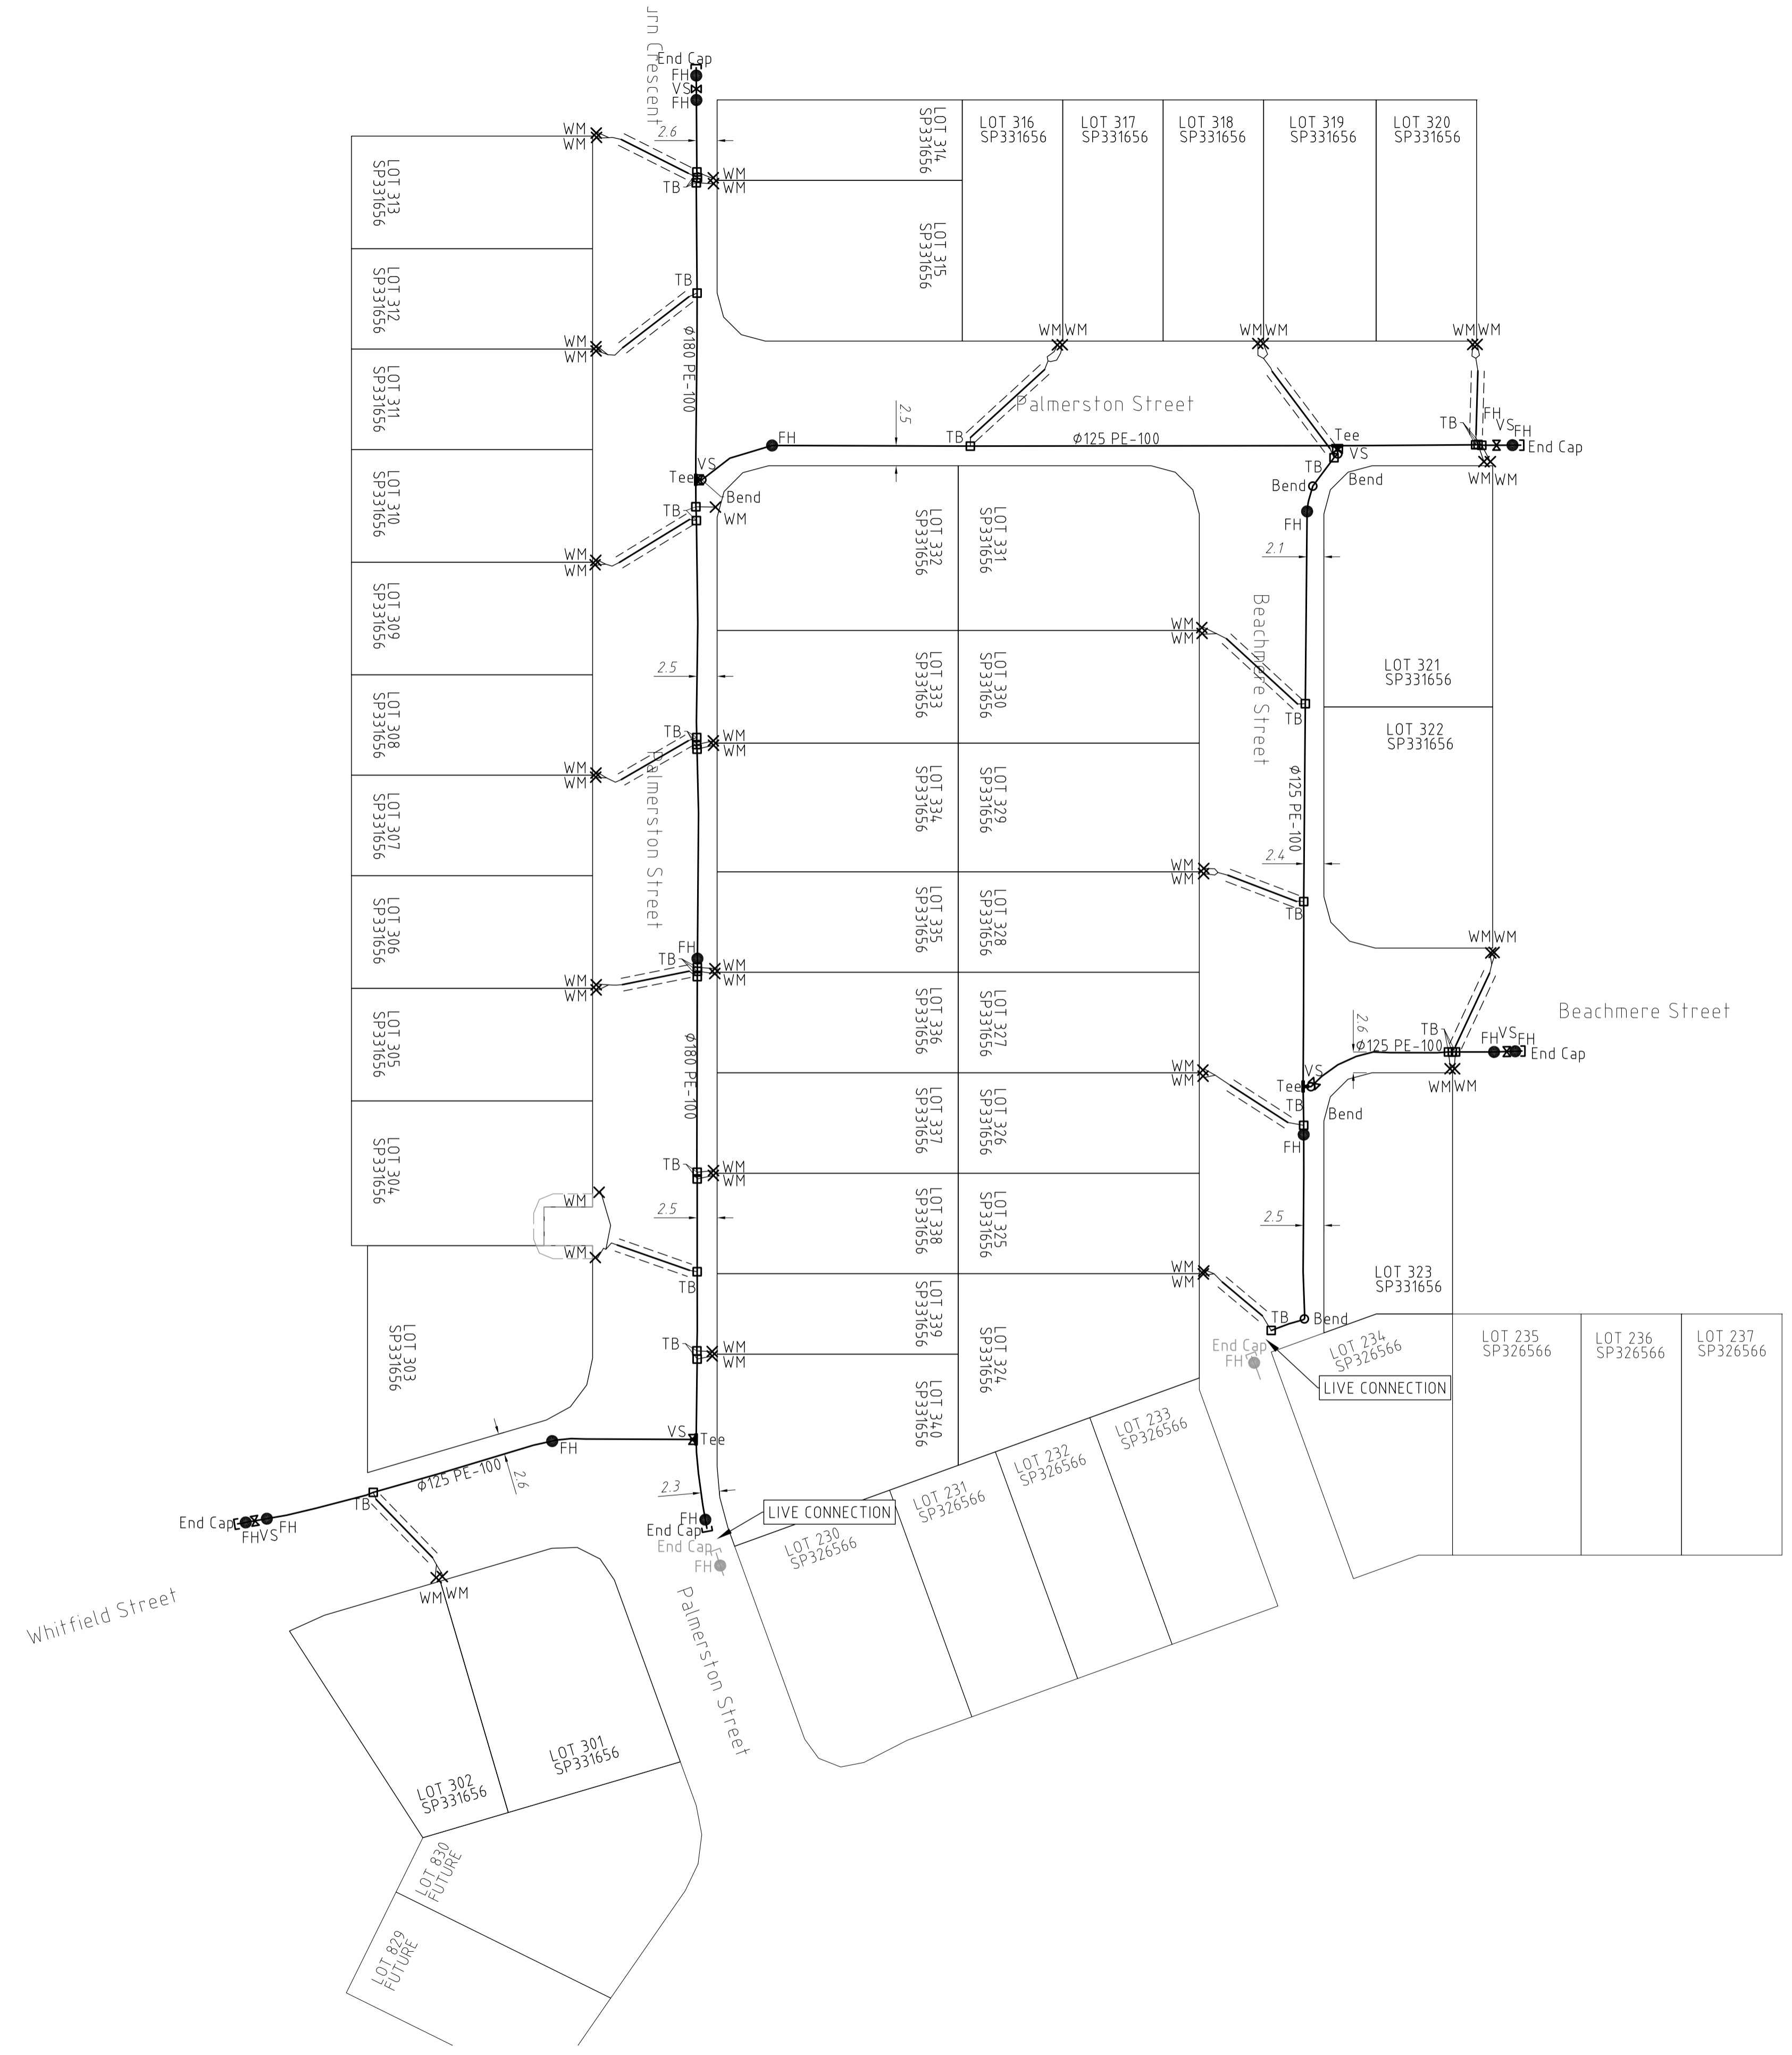 urn Crescent
End Cap
FH
VS
FH
2.6
WM
WM
WM
WM
TB
LOT 313
SP331656
LOT 314
SP331656
LOT 315
SP331656
LOT 316
SP331656
LOT 317
SP331656
LOT 318
SP331656
LOT 319
SP331656
LOT 320
SP331656
LOT 312
SP331656
TB
WM
WM
Ø180 PE-100
WM WM
WM WM
WM WM
LOT 311
SP331656
Palmerston Street
2.5
FH
TB
Ø125 PE-100
Tee
VS
TB
Bend
Bend
FH
TB
FH
VS
FH
End Cap
WM WM
VS
Tee
Bend
TB
WM
LOT 310
SP331656
WM
WM
LOT 332
SP331656
LOT 331
SP331656
2.1
LOT 309
SP331656
WM
WM
Beachmere Street
TB
LOT 321
SP331656
2.5
LOT 333
SP331656
LOT 330
SP331656
LOT 308
SP331656
TB
WM
WM
WM
WM
LOT 322
SP331656
Palmerston Street
Ø125 PE-100
LOT 307
SP331656
LOT 334
SP331656
LOT 329
SP331656
2.4
WM
WM
TB
LOT 306
SP331656
FH
TB
WM
WM
WM
WM
LOT 335
SP331656
LOT 328
SP331656
WM WM
LOT 305
SP331656
Ø180 PE-100
LOT 336
SP331656
LOT 327
SP331656
Beachmere Street
2.6
TB
Ø125 PE-100
FH
VS
FH
End Cap
WM WM
VS
Tee
TB
Bend
FH
WM
WM
LOT 337
SP331656
LOT 326
SP331656
LOT 304
SP331656
TB
WM
WM
WM
WM
2.5
TB
LOT 338
SP331656
LOT 325
SP331656
2.5
WM
WM
LOT 323
SP331656
TB
Bend
LOT 303
SP331656
TB
WM
WM
LOT 339
SP331656
LOT 324
SP331656
End Cap
FH
LOT 234
SP326566
LIVE CONNECTION
LOT 235
SP326566
LOT 236
SP326566
LOT 237
SP326566
LOT 340
SP331656
VS
Tee
FH
Ø125 PE-100
2.6
TB
End Cap
FH
VS
FH
2.3
FH
End Cap
End Cap
FH
LIVE CONNECTION
LOT 230
SP326566
LOT 231
SP326566
LOT 232
SP326566
LOT 233
SP326566
WM WM
Whitfield Street
Palmerston Street
LOT 301
SP331656
LOT 302
SP331656
LOT 830
FUTURE
LOT 829
FUTURE